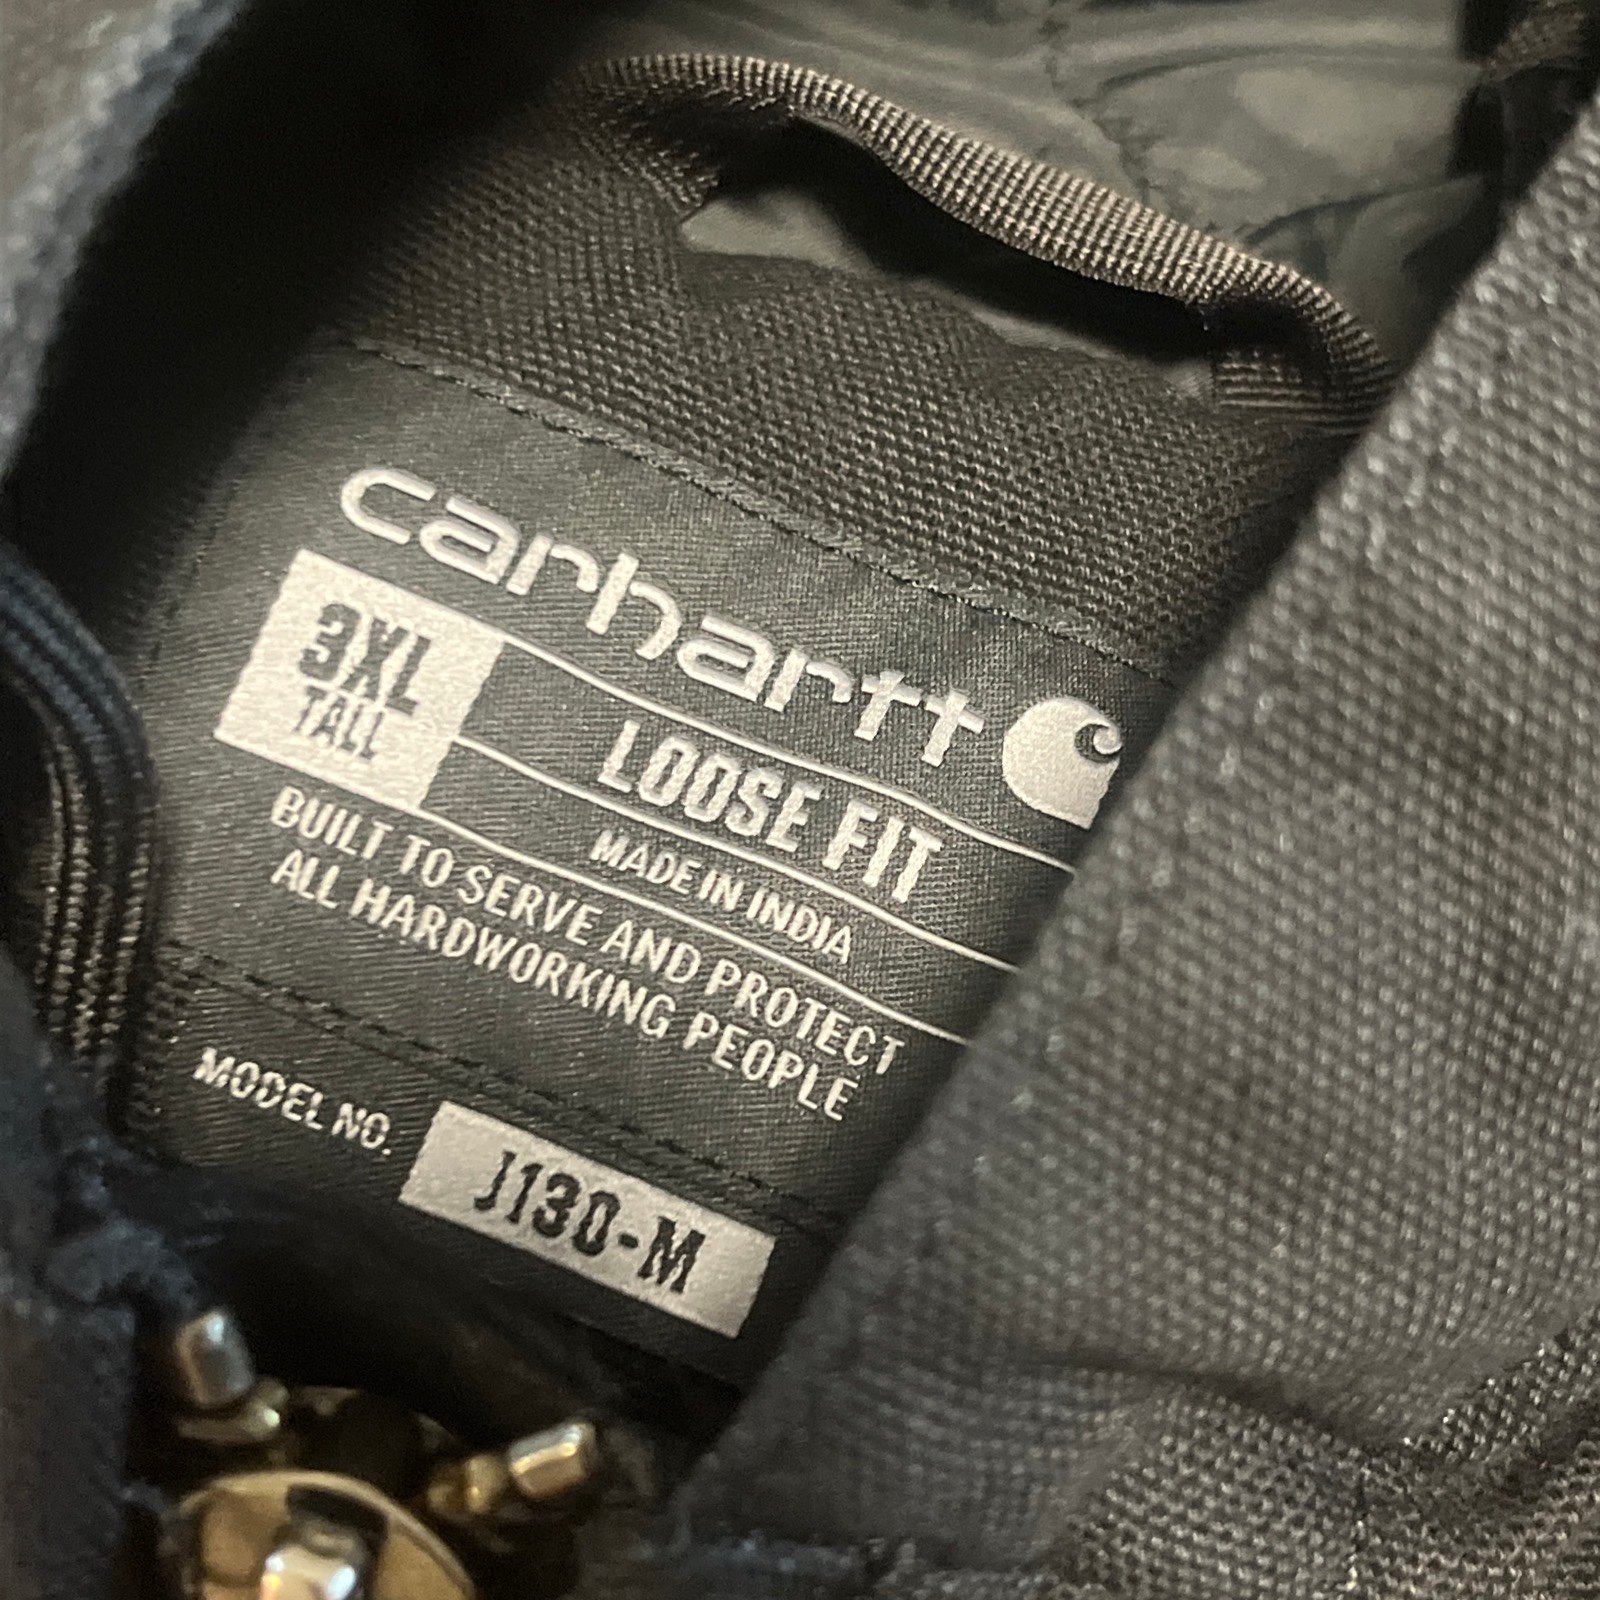 carhartt
3XL
TALL
LOOSE FIT
MADE IN INDIA
BUILT TO SERVE AND PROTECT
ALL HARDWORKING PEOPLE
MODEL NO.
J130-M